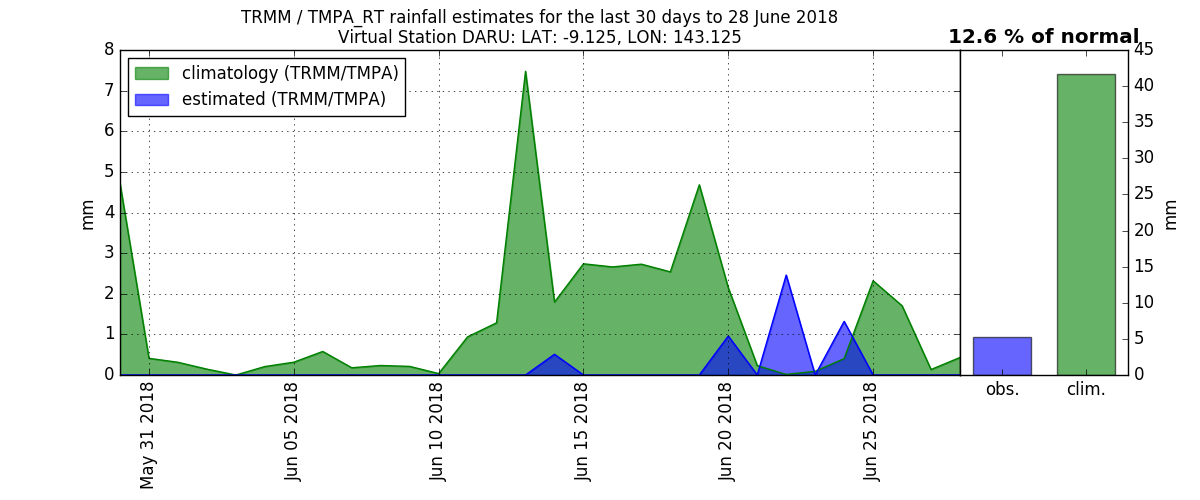 TRMM / TMPA_RT rainfall estimates for the last 30 days to 28 June 2018
Virtual Station DARU: LAT: -9.125, LON: 143.125
12.6 % of normal
climatology (TRMM/TMPA)
estimated (TRMM/TMPA)
8
7
6
5
4
3
2
1
0
mm
May 31 2018
Jun 05 2018
Jun 10 2018
Jun 15 2018
Jun 20 2018
Jun 25 2018
45
40
35
30
25
20
15
10
5
0
mm
obs.
clim.